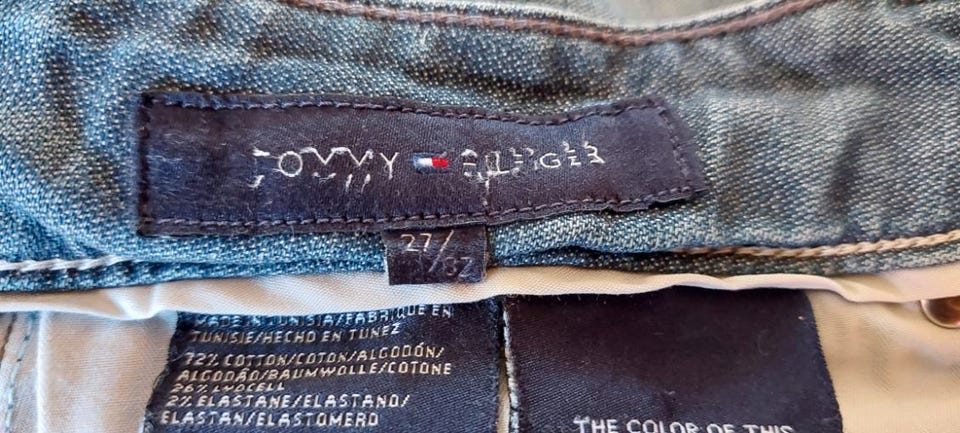 TOMMY HILFIGER
27/
/32
MADE IN TUNISIA/FABRIQUE EN
TUNISIE/HECHO EN TUNEZ
72% COTTON/COTON/ALGODÓN/
ALGODÃO/BAUMWOLLE/COTONE
26% LYOCELL
2% ELASTANE/ELASTANO/
ELASTAN/ELASTOMERO
THE COLOR OF THIS